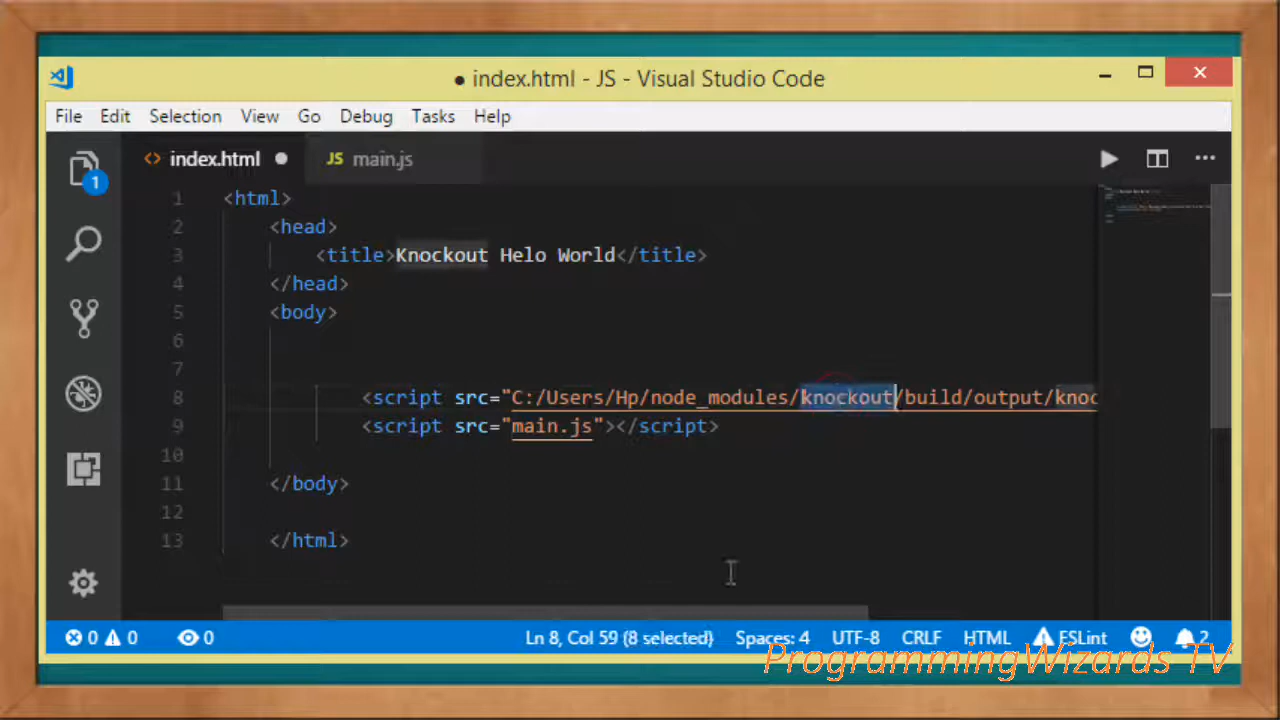 ● index.html - JS - Visual Studio Code
File Edit Selection View Go Debug Tasks Help
1
<> index.html ● JS main.js ...
1 <html>
2 <head>
3 <title>Knockout Helo World</title>
4 </head>
5 <body>
6
7
8 <script src="C:/Users/Hp/node_modules/knockout/build/output/knoc
9 <script src="main.js"></script>
10
11 </body>
12
13 </html>
0 0 0 Ln 8, Col 59 (8 selected) Spaces: 4 UTF-8 CRLF HTML ESLint 2
ProgrammingWizards TV